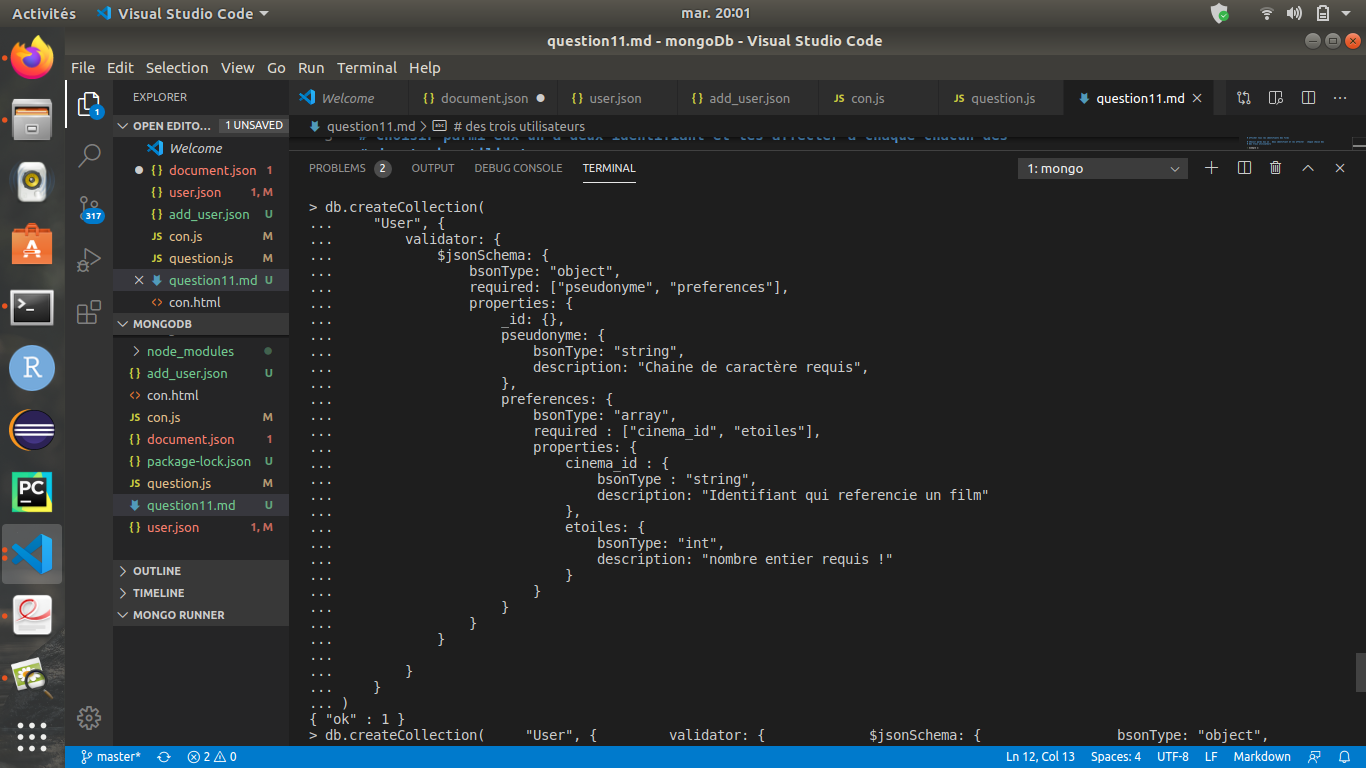 Activités Visual Studio Code mar. 20:01
question11.md - mongoDb - Visual Studio Code
File Edit Selection View Go Run Terminal Help
EXPLORER
Welcome document.json user.json add_user.json con.js question.js question11.md
question11.md > # des trois utilisateurs
OPEN EDITO... 1 UNSAVED
Welcome
document.json 1
user.json 1, M
add_user.json U
con.js M
question.js M
question11.md U
con.html
MONGODB
node_modules
add_user.json U
con.html
con.js M
document.json 1
package-lock.json U
question.js M
question11.md U
user.json 1, M
OUTLINE
TIMELINE
MONGO RUNNER
PROBLEMS 2 OUTPUT DEBUG CONSOLE TERMINAL 1: mongo
> db.createCollection(
... "User", {
... validator: {
... $jsonSchema: {
... bsonType: "object",
... required: ["pseudonyme", "preferences"],
... properties: {
... _id: {},
... pseudonyme: {
... bsonType: "string",
... description: "Chaine de caractère requis",
... },
... preferences: {
... bsonType: "array",
... required : ["cinema_id", "etoiles"],
... properties: {
... cinema_id : {
... bsonType : "string",
... description: "Identifiant qui referencie un film"
... },
... etoiles: {
... bsonType: "int",
... description: "nombre entier requis !"
... }
... }
... }
... }
... }
...
... }
... }
... )
{ "ok" : 1 }
> db.createCollection( "User", { validator: { $jsonSchema: { bsonType: "object",
1
317
R
PC
master* 2 0 Ln 12, Col 13 Spaces: 4 UTF-8 LF Markdown